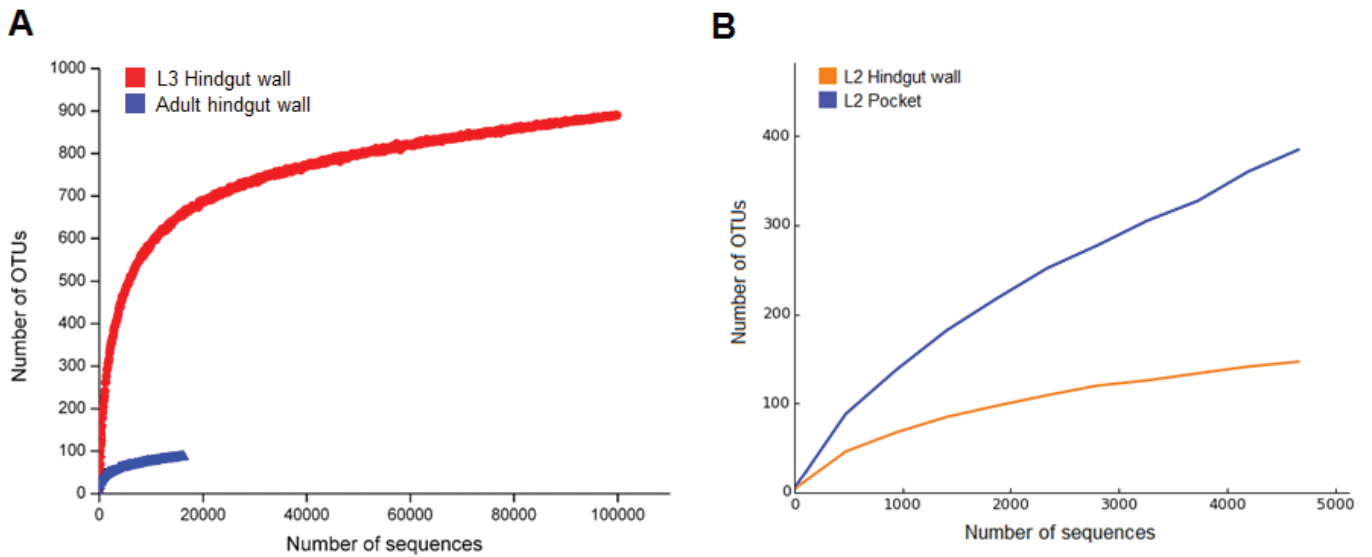 A
L3 Hindgut wall
Adult hindgut wall
1000
900
800
700
600
500
400
300
200
100
0
Number of OTUs
0
20000
40000
60000
80000
100000
Number of sequences
B
L2 Hindgut wall
L2 Pocket
400
300
200
100
0
Number of OTUs
0
1000
2000
3000
4000
5000
Number of sequences